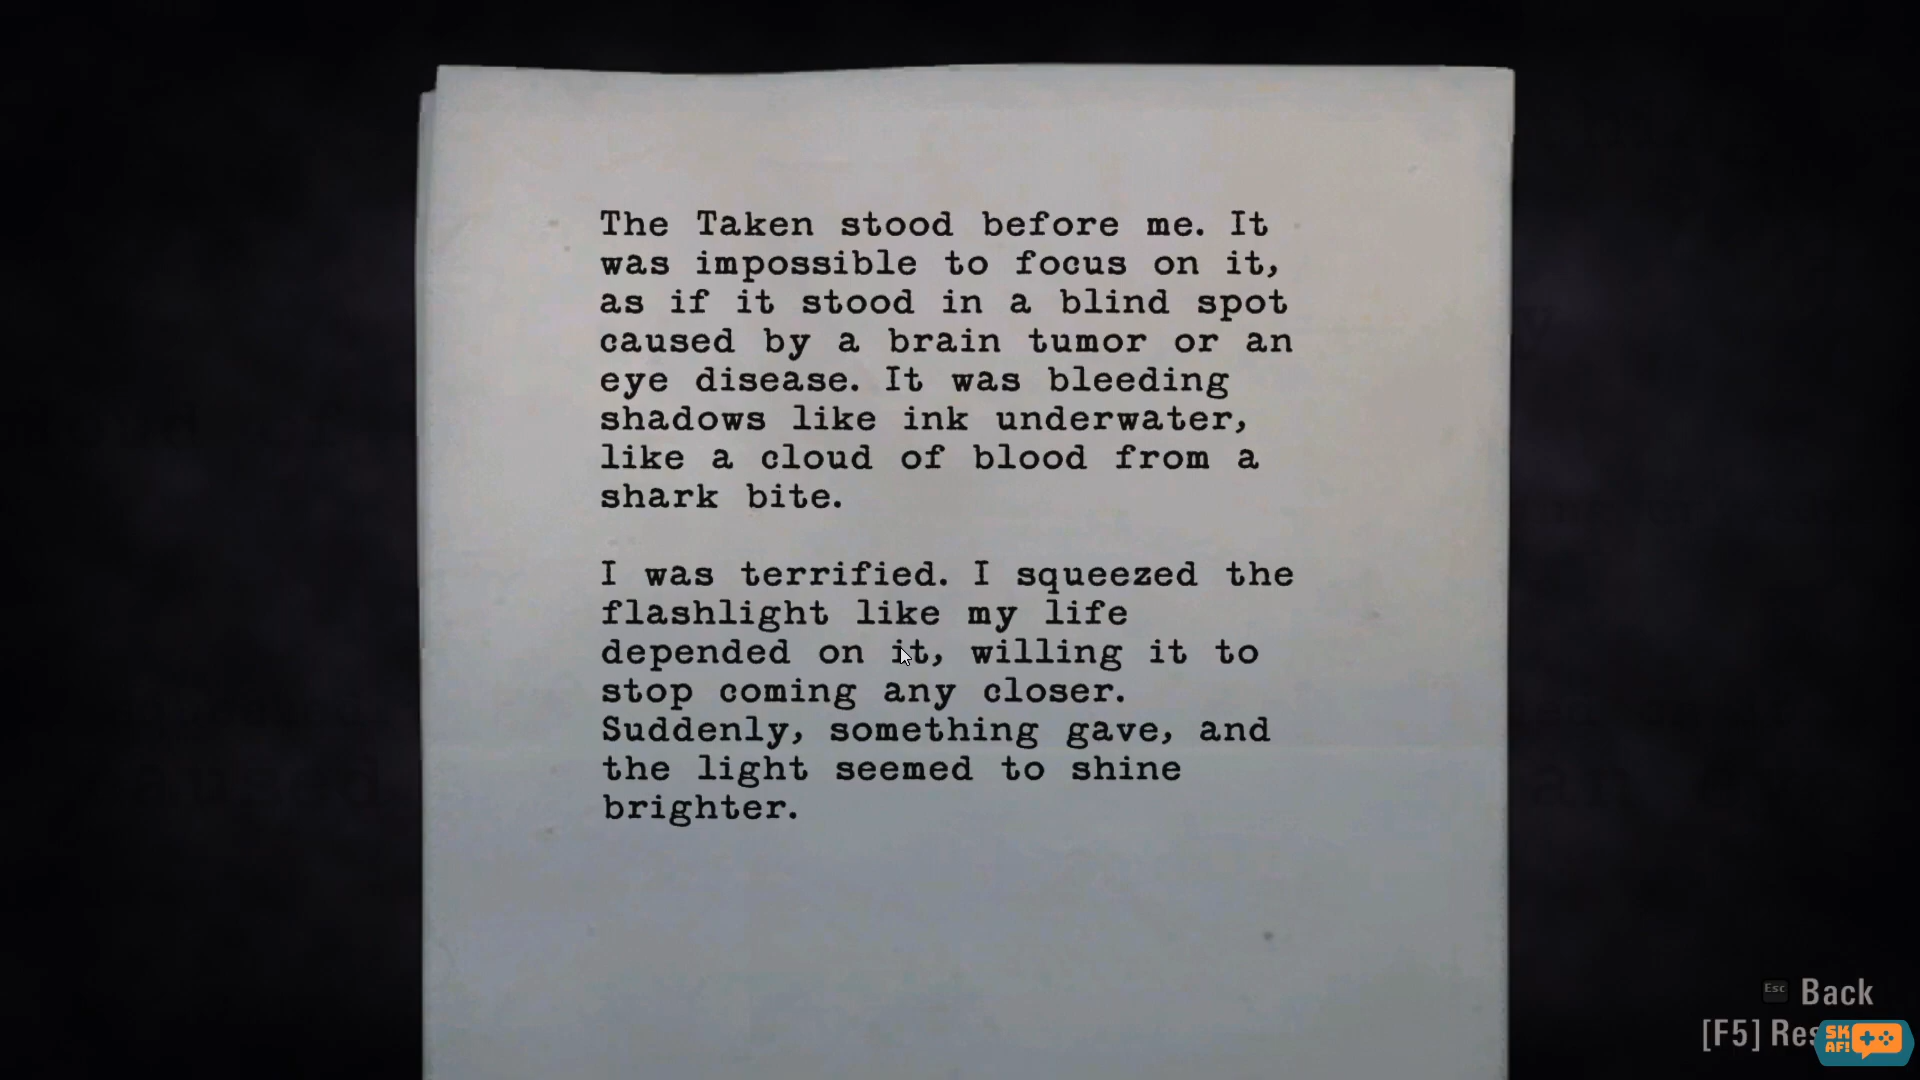 The Taken stood before me. It
was impossible to focus on it,
as if it stood in a blind spot
caused by a brain tumor or an
eye disease. It was bleeding
shadows like ink underwater,
like a cloud of blood from a
shark bite.
I was terrified. I squeezed the
flashlight like my life
depended on it, willing it to
stop coming any closer.
Suddenly, something gave, and
the light seemed to shine
brighter.
Esc Back
[F5] Res
SK
AF!